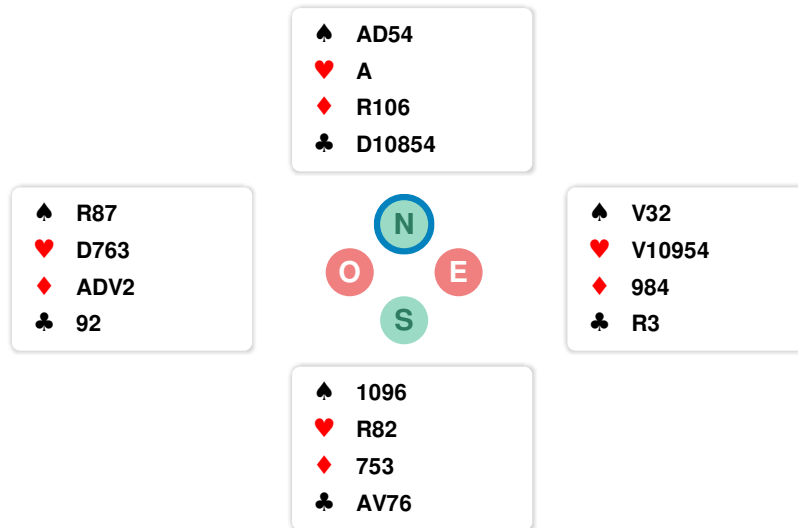 ♠ AD54
♥ A
♦ R106
♣ D10854
♠ R87
♥ D763
♦ ADV2
♣ 92
N
O E
S
♠ V32
♥ V10954
♦ 984
♣ R3
♠ 1096
♥ R82
♦ 753
♣ AV76